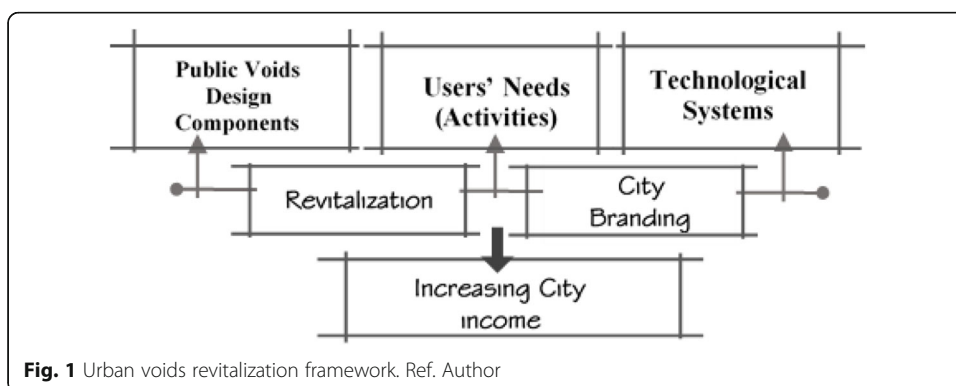 Public Voids
Design
Components
Users' Needs
(Activities)
Technological
Systems
Revitalization
City
Branding
Increasing City
income
Fig. 1 Urban voids revitalization framework. Ref. Author